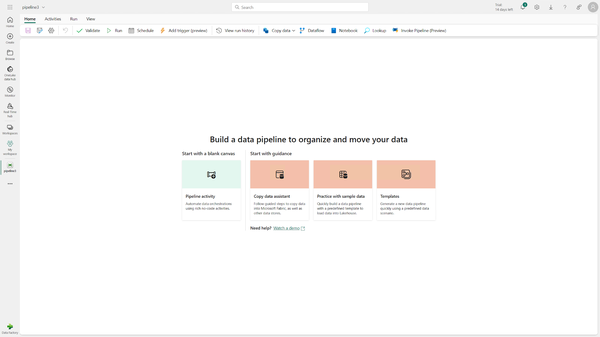 pipeline1
Search
Trial:
14 days left
Home
Activities
Run
View
Validate
Run
Schedule
Add trigger (preview)
View run history
Copy data
Dataflow
Notebook
Lookup
Invoke Pipeline (Preview)
Home
Create
Browse
OneLake data hub
Monitor
Real-Time hub
Workspaces
My workspace
pipeline1
Build a data pipeline to organize and move your data
Start with a blank canvas
Start with guidance
Pipeline activity
Automate data orchestrations
using rich no-code activities.
Copy data assistant
Follow guided steps to copy data
into Microsoft Fabric, as well as
other data stores.
Practice with sample data
Quickly build a data pipeline
with a predefined template to
load data into Lakehouse.
Templates
Generate a new data pipeline
quickly using a predefined data
scenario.
Need help? Watch a demo
Data Factory